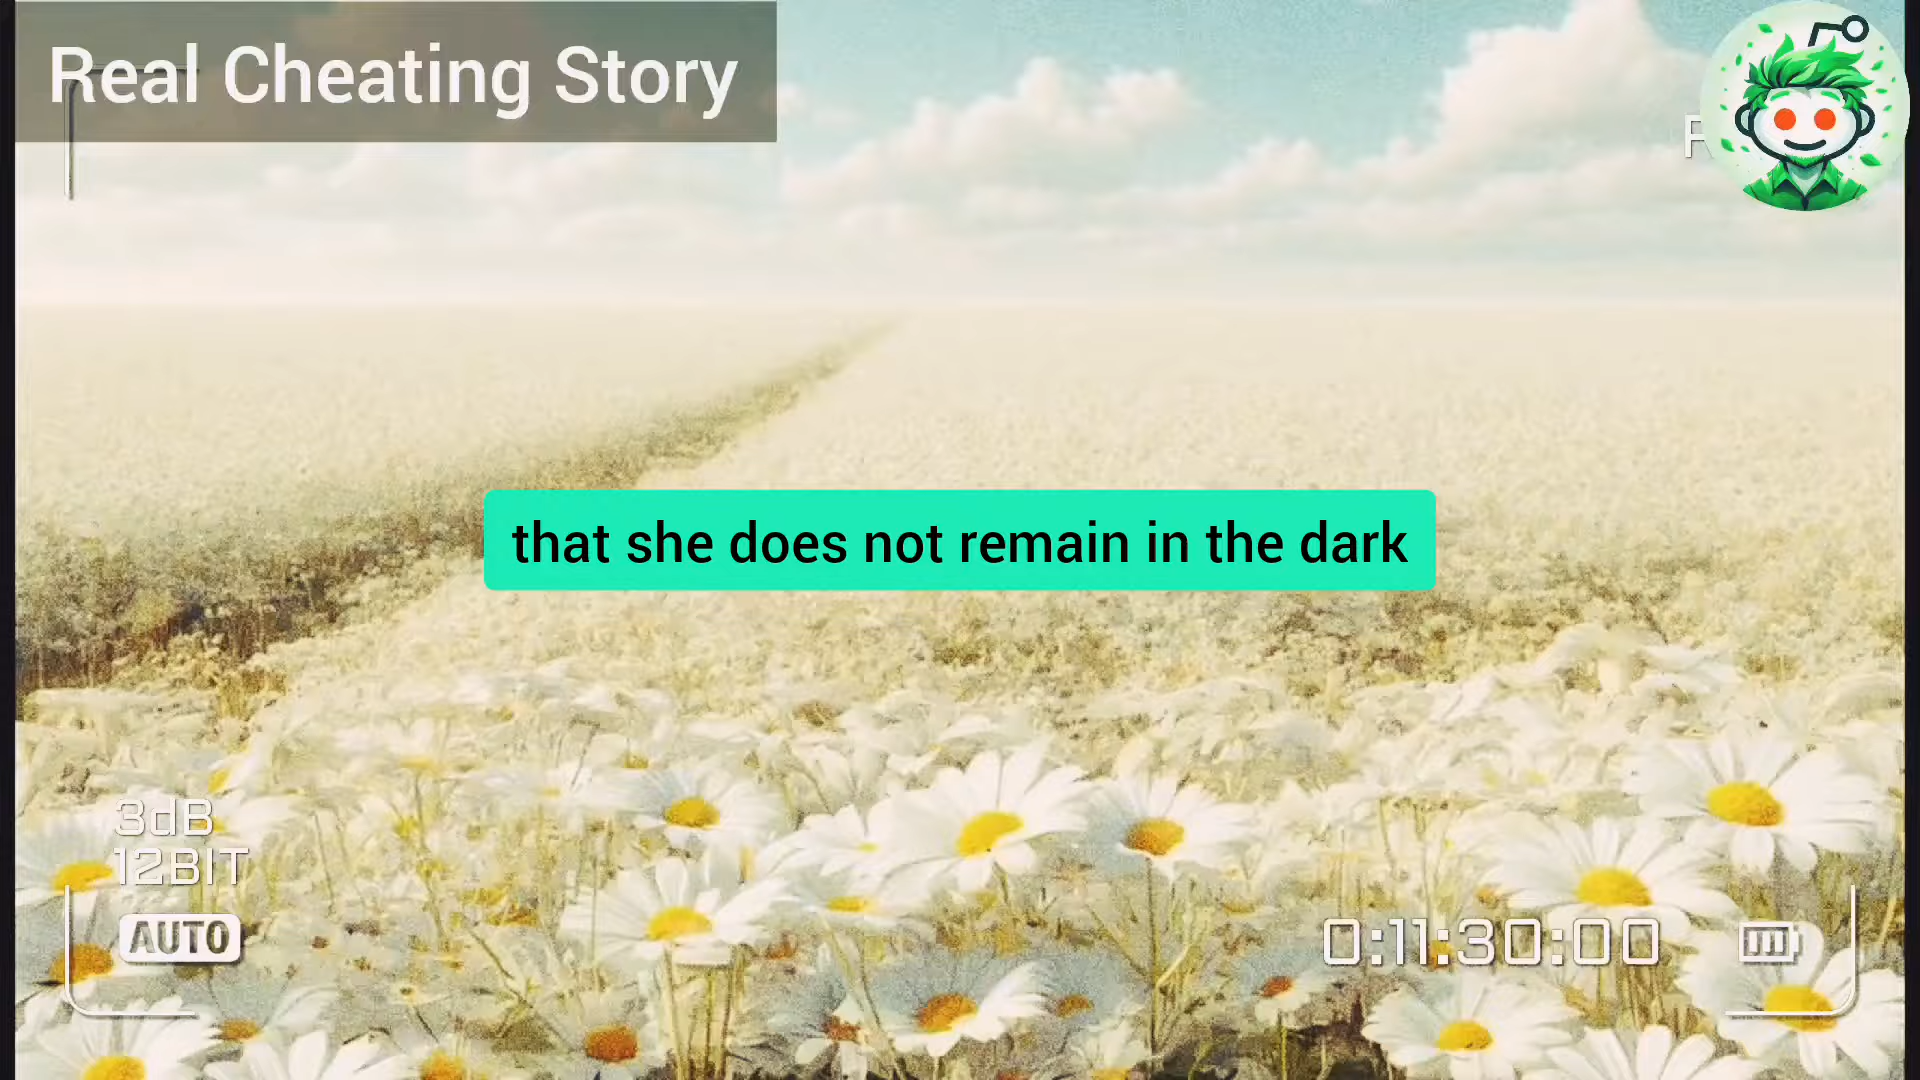 Real Cheating Story
that she does not remain in the dark
3dB
12BIT
AUTO
0:11:30:00